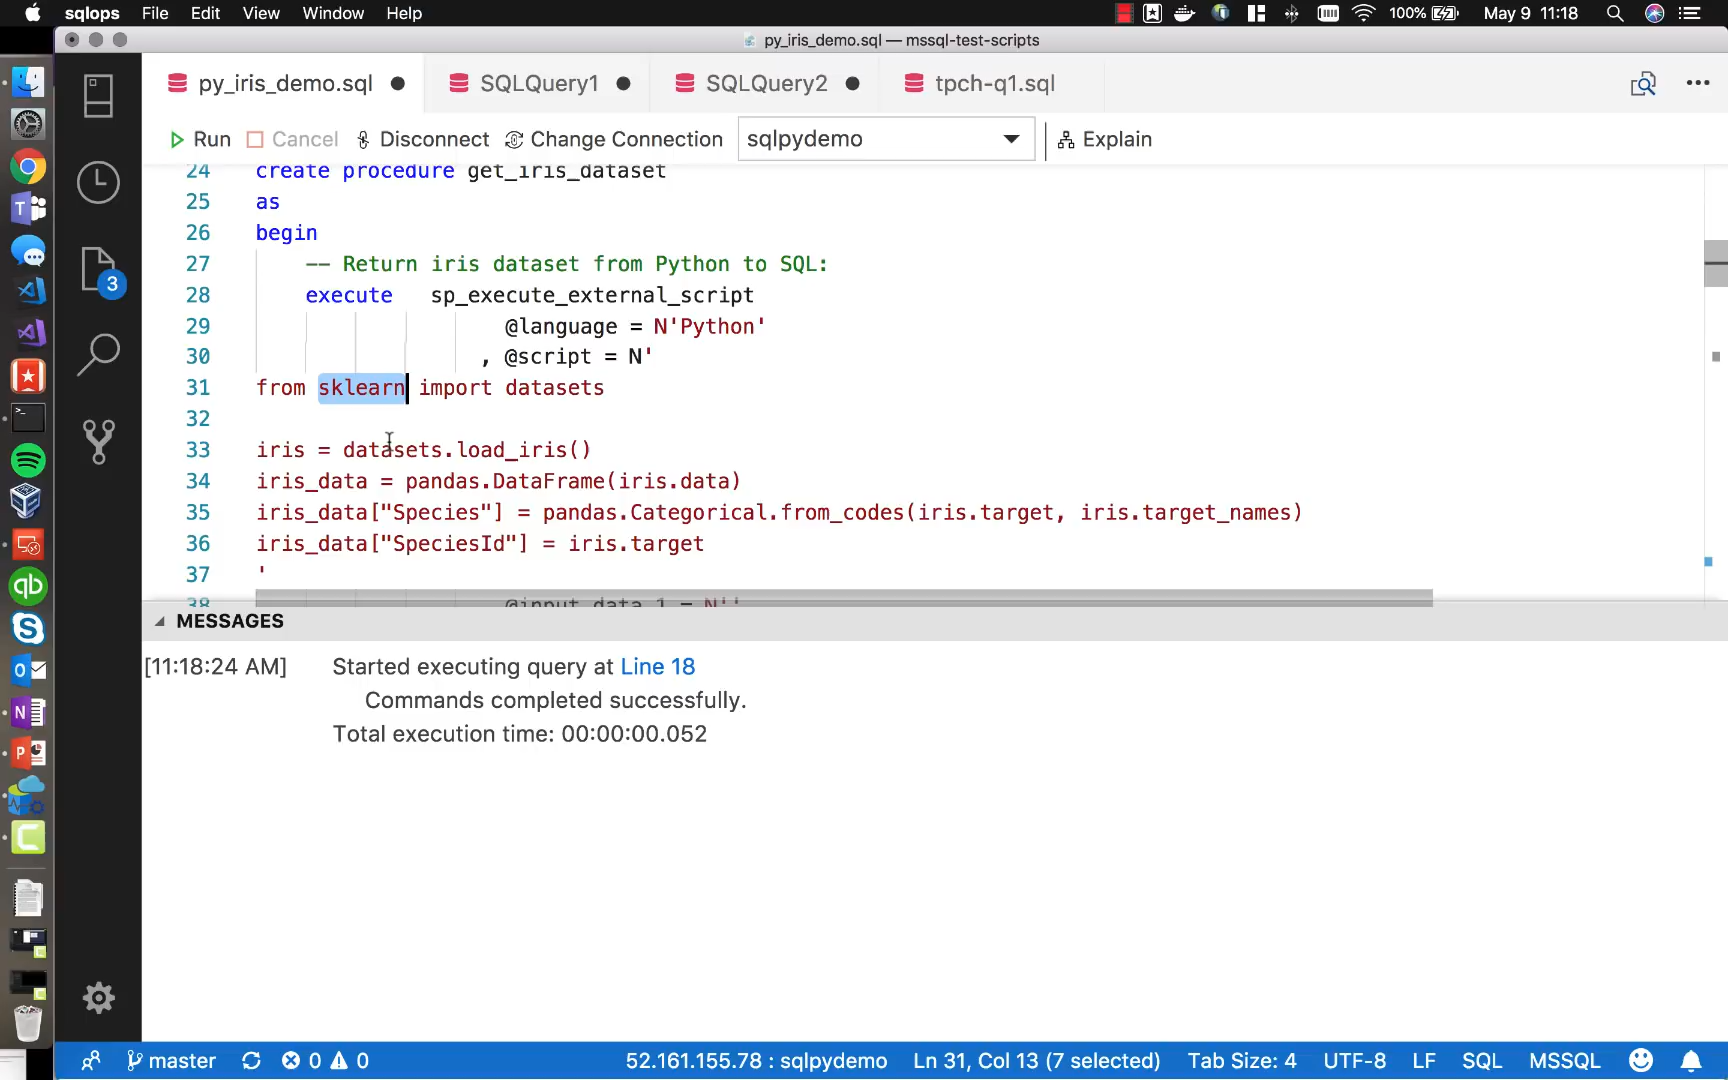 sqlops File Edit View Window Help 100% May 9 11:18
py_iris_demo.sql — mssql-test-scripts
py_iris_demo.sql SQLQuery1 SQLQuery2 tpch-q1.sql
Run Cancel Disconnect Change Connection sqlpydemo Explain
24 create procedure get_iris_dataset
25 as
26 begin
27 -- Return iris dataset from Python to SQL:
28 execute sp_execute_external_script
29 @language = N'Python'
30 , @script = N'
31 from sklearn import datasets
32
33 iris = datasets.load_iris()
34 iris_data = pandas.DataFrame(iris.data)
35 iris_data["Species"] = pandas.Categorical.from_codes(iris.target, iris.target_names)
36 iris_data["SpeciesId"] = iris.target
37 '
38 @input_data_1 = N''
3
MESSAGES
[11:18:24 AM] Started executing query at Line 18
Commands completed successfully.
Total execution time: 00:00:00.052
master 0 0 52.161.155.78 : sqlpydemo Ln 31, Col 13 (7 selected) Tab Size: 4 UTF-8 LF SQL MSSQL